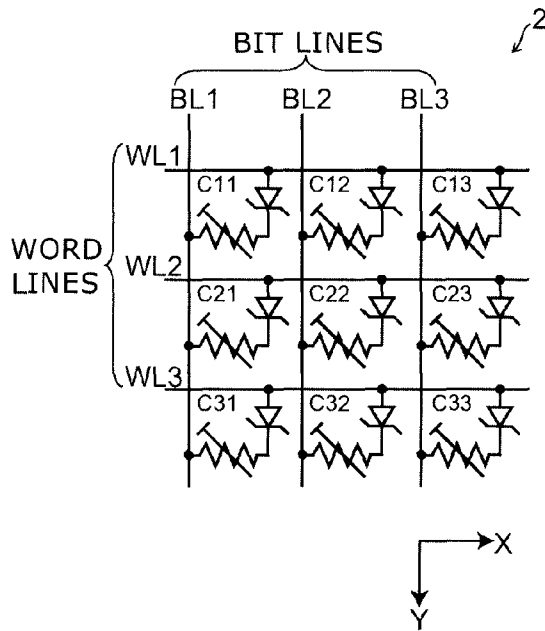 2
BIT LINES
BL1 BL2 BL3
WL1
C11 C12 C13
WORD
LINES
WL2
C21 C22 C23
WL3
C31 C32 C33
X
Y